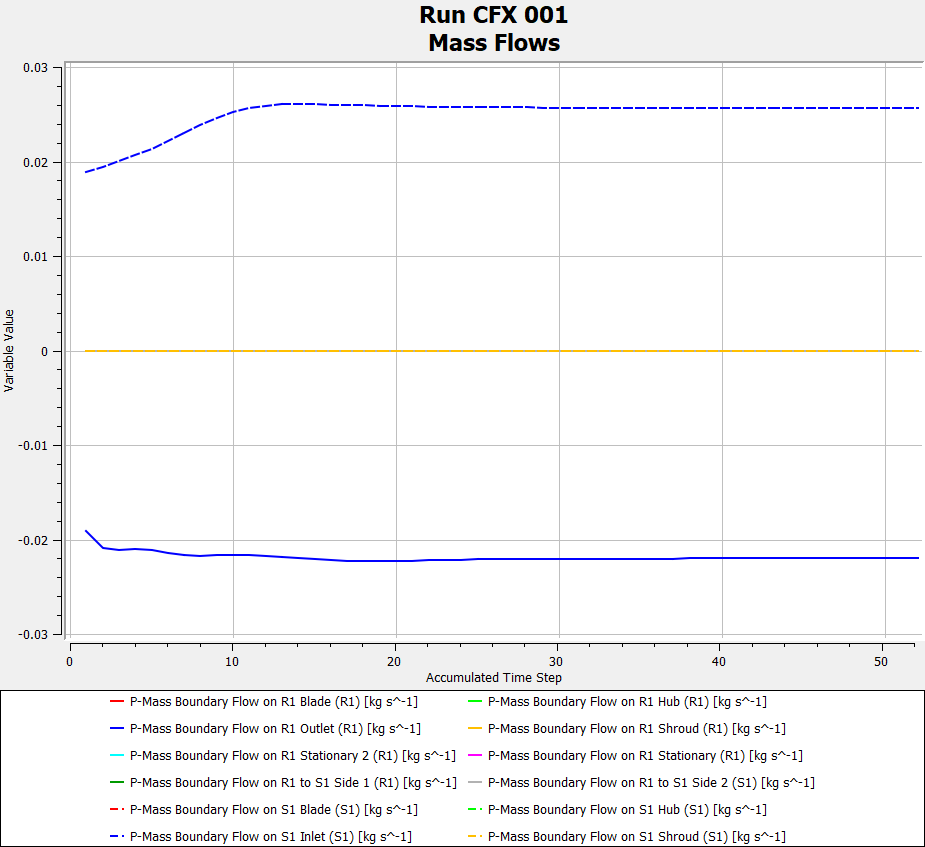 Run CFX 001
Mass Flows
0.03
0.02
0.01
0
-0.01
-0.02
-0.03
Variable Value
0 10 20 30 40 50
Accumulated Time Step
P-Mass Boundary Flow on R1 Blade (R1) [kg s^-1] P-Mass Boundary Flow on R1 Hub (R1) [kg s^-1]
P-Mass Boundary Flow on R1 Outlet (R1) [kg s^-1] P-Mass Boundary Flow on R1 Shroud (R1) [kg s^-1]
P-Mass Boundary Flow on R1 Stationary 2 (R1) [kg s^-1] P-Mass Boundary Flow on R1 Stationary (R1) [kg s^-1]
P-Mass Boundary Flow on R1 to S1 Side 1 (R1) [kg s^-1] P-Mass Boundary Flow on R1 to S1 Side 2 (S1) [kg s^-1]
P-Mass Boundary Flow on S1 Blade (S1) [kg s^-1] P-Mass Boundary Flow on S1 Hub (S1) [kg s^-1]
P-Mass Boundary Flow on S1 Inlet (S1) [kg s^-1] P-Mass Boundary Flow on S1 Shroud (S1) [kg s^-1]